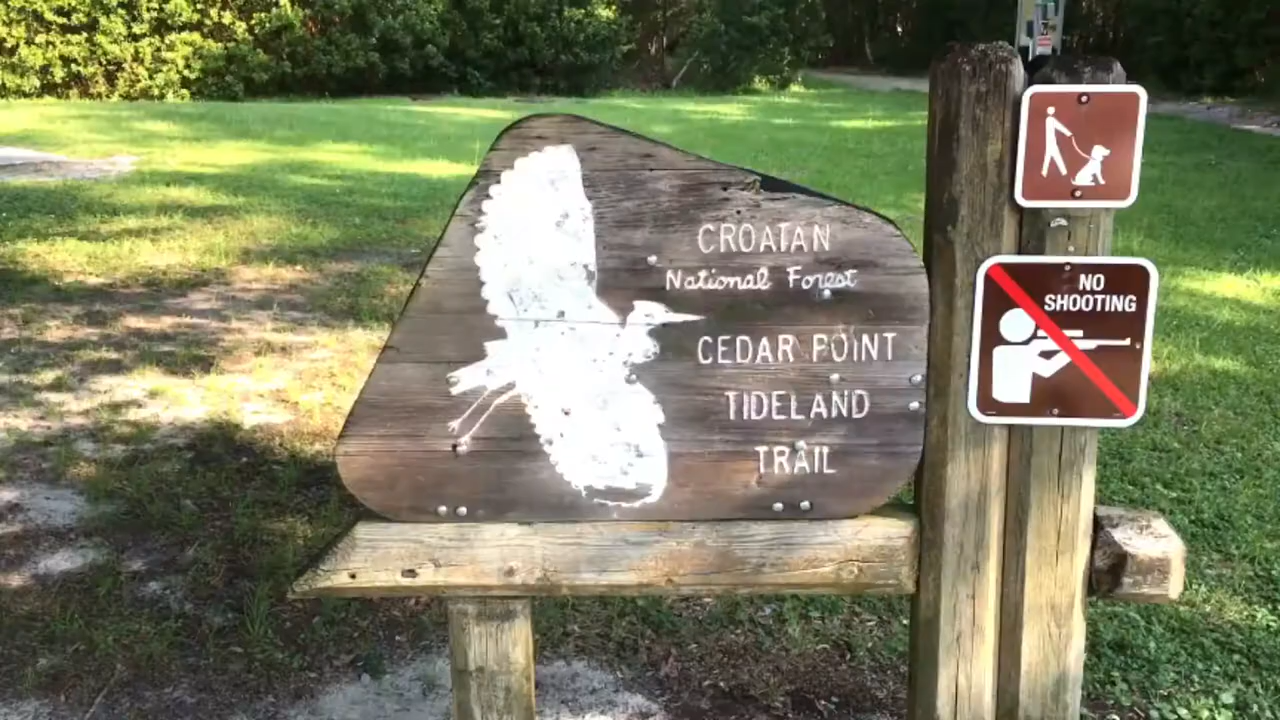 CROATAN
National Forest
CEDAR POINT
TIDELAND
TRAIL
NO
SHOOTING